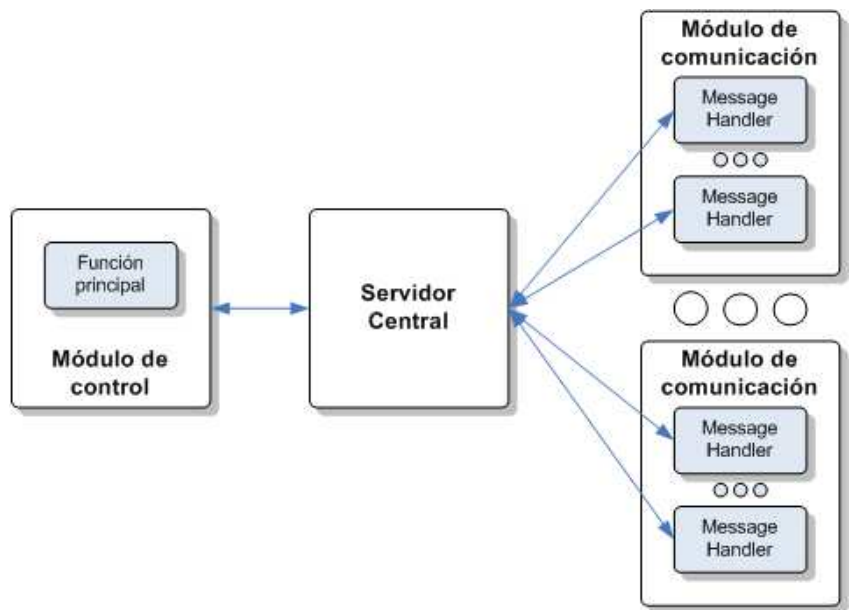 Función
principal
Módulo de
control
Servidor
Central
Módulo de
comunicación
Message
Handler
Message
Handler
Módulo de
comunicación
Message
Handler
Message
Handler